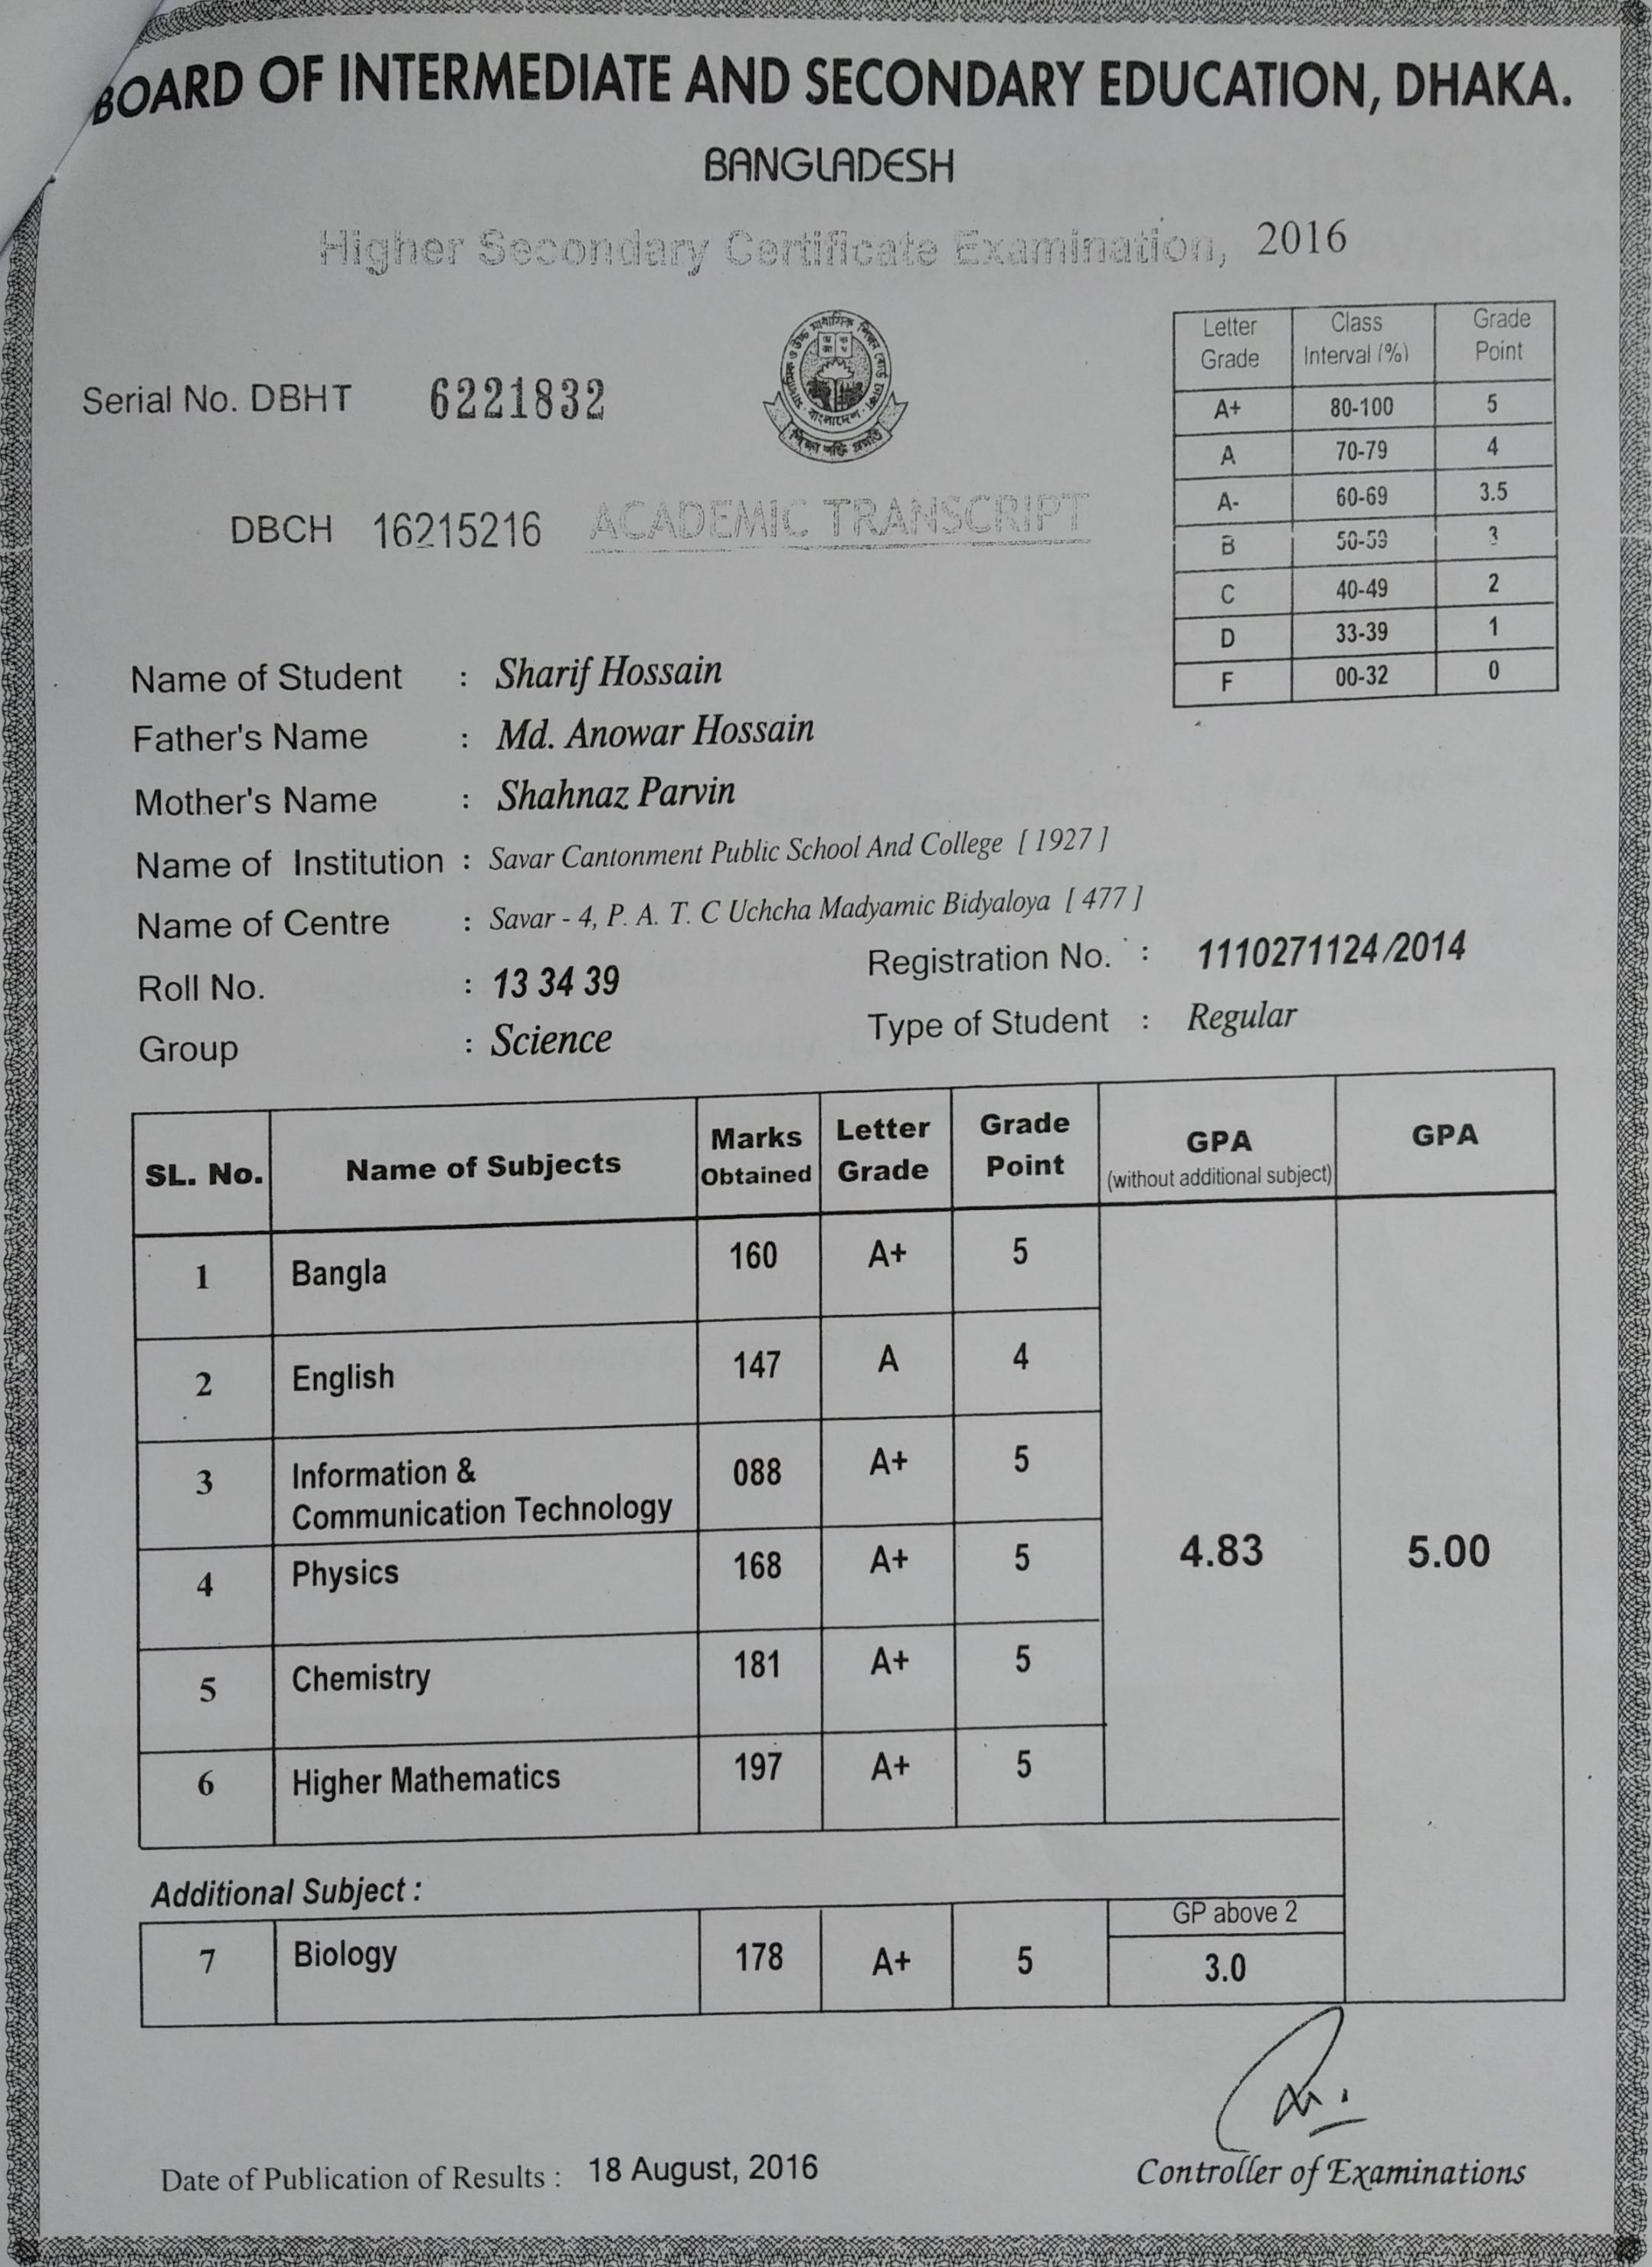 BOARD OF INTERMEDIATE AND SECONDARY EDUCATION, DHAKA.
BANGLADESH
Higher Secondary Certificate Examination, 2016
Letter Grade Class Interval (%) Grade Point
A+ 80-100 5
A 70-79 4
A- 60-69 3.5
B 50-59 3
C 40-49 2
D 33-39 1
F 00-32 0
Serial No. DBHT 6221832
বাংলাদেশ
DBCH 16215216 ACADEMIC TRANSCRIPT
Name of Student : Sharif Hossain
Father's Name : Md. Anowar Hossain
Mother's Name : Shahnaz Parvin
Name of Institution : Savar Cantonment Public School And College [ 1927 ]
Name of Centre : Savar - 4, P. A. T. C Uchcha Madyamic Bidyaloya [ 477 ]
Roll No. : 13 34 39 Registration No. : 1110271124/2014
Group : Science Type of Student : Regular
SL. No. Name of Subjects Marks Obtained Letter Grade Grade Point GPA (without additional subject) GPA
1 Bangla 160 A+ 5
2 English 147 A 4
3 Information & Communication Technology 088 A+ 5
4 Physics 168 A+ 5 4.83 5.00
5 Chemistry 181 A+ 5
6 Higher Mathematics 197 A+ 5
Additional Subject :
GP above 2
7 Biology 178 A+ 5 3.0
Date of Publication of Results : 18 August, 2016
Controller of Examinations